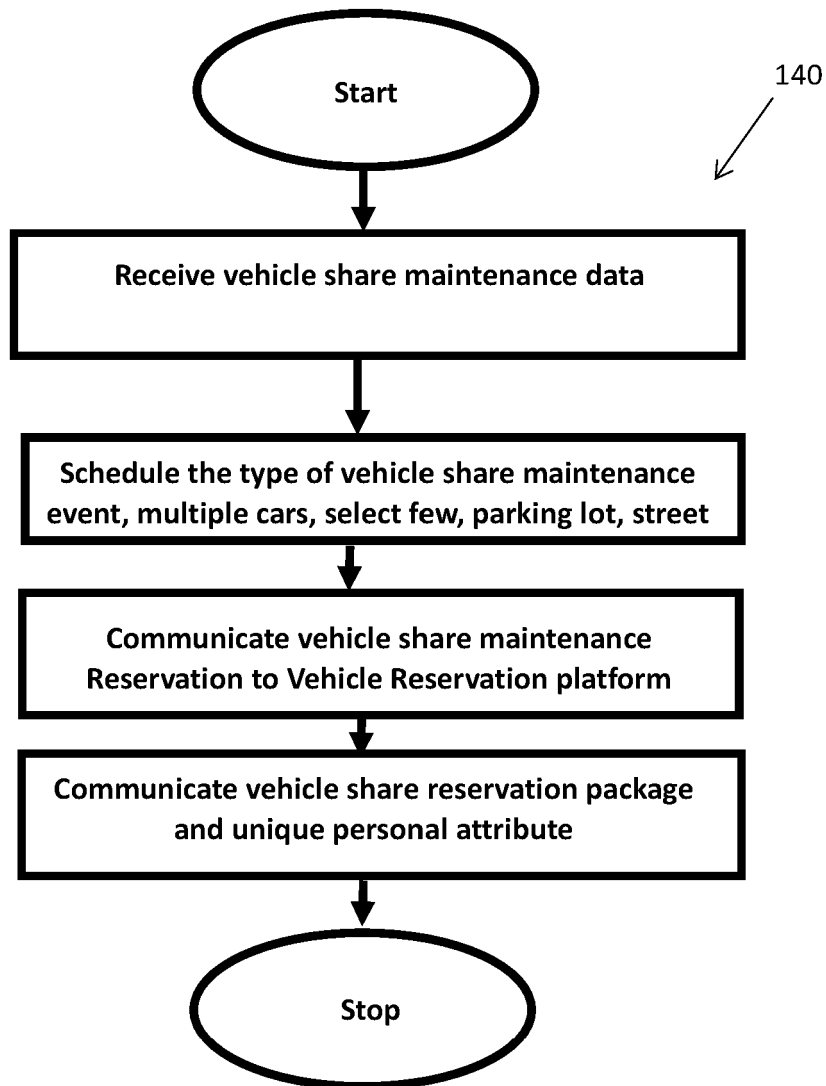 Start
140
Receive vehicle share maintenance data
Schedule the type of vehicle share maintenance
event, multiple cars, select few, parking lot, street
Communicate vehicle share maintenance
Reservation to Vehicle Reservation platform
Communicate vehicle share reservation package
and unique personal attribute
Stop